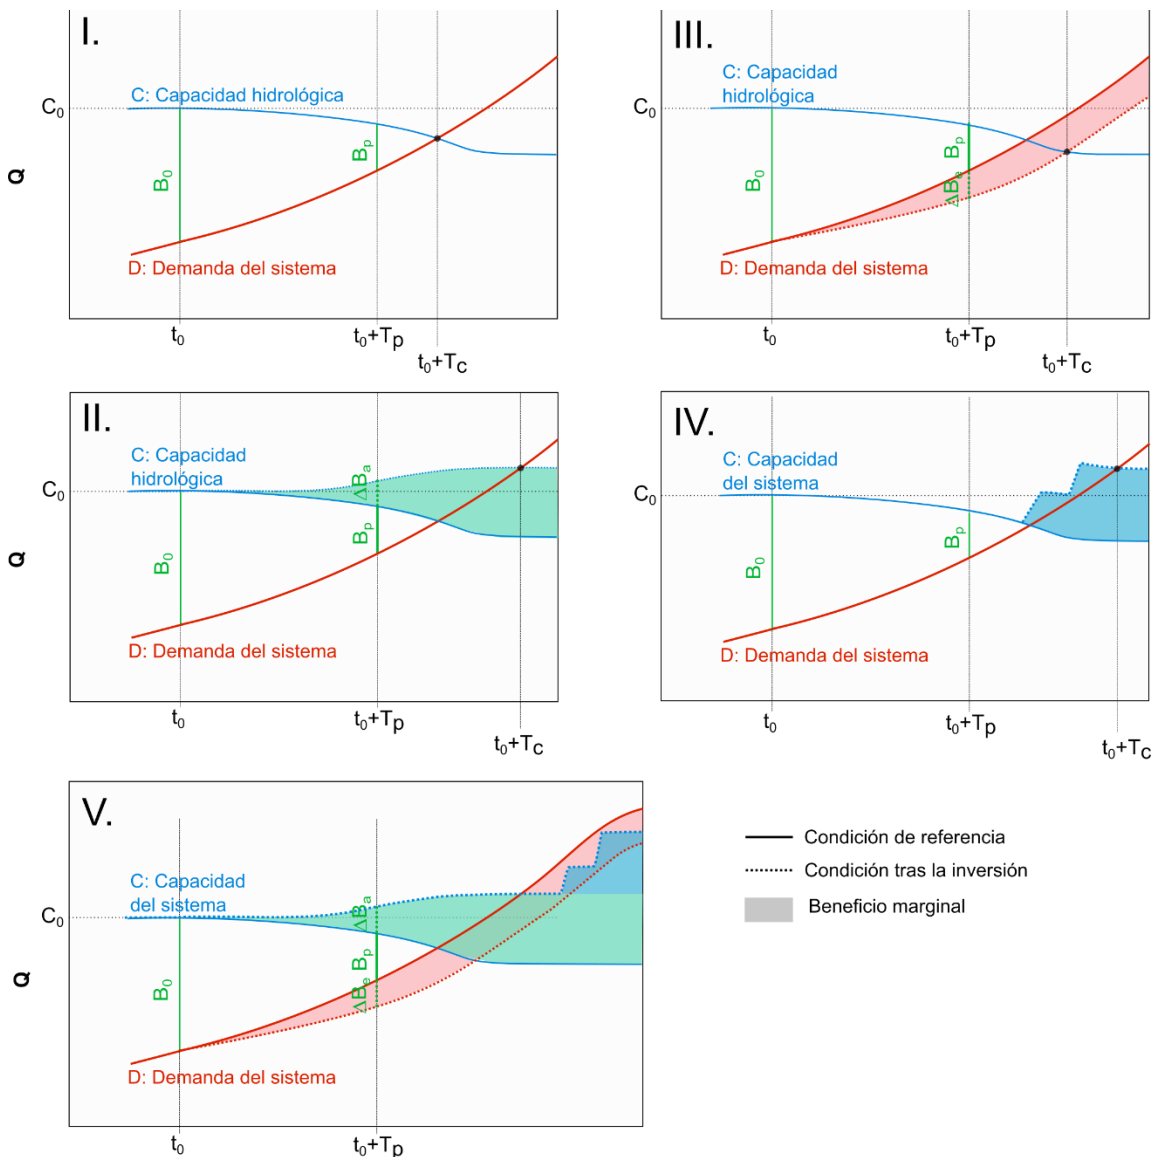 I.
C: Capacidad hidrológica
C₀
B₀
Bₚ
Q
D: Demanda del sistema
t₀
t₀+Tₚ
t₀+T꜀
III.
C: Capacidad
hidrológica
C₀
B₀
Bₚ
ΔBₑ
D: Demanda del sistema
t₀
t₀+Tₚ
t₀+T꜀
II.
C: Capacidad
hidrológica
C₀
ΔBₐ
B₀
Bₚ
Q
D: Demanda del sistema
t₀
t₀+Tₚ
t₀+T꜀
IV.
C: Capacidad
del sistema
C₀
B₀
Bₚ
D: Demanda del sistema
t₀
t₀+Tₚ
t₀+T꜀
V.
C: Capacidad
del sistema
C₀
ΔBₐ
B₀
Bₚ
ΔBₑ
Q
D: Demanda del sistema
t₀
t₀+Tₚ
Condición de referencia
Condición tras la inversión
Beneficio marginal